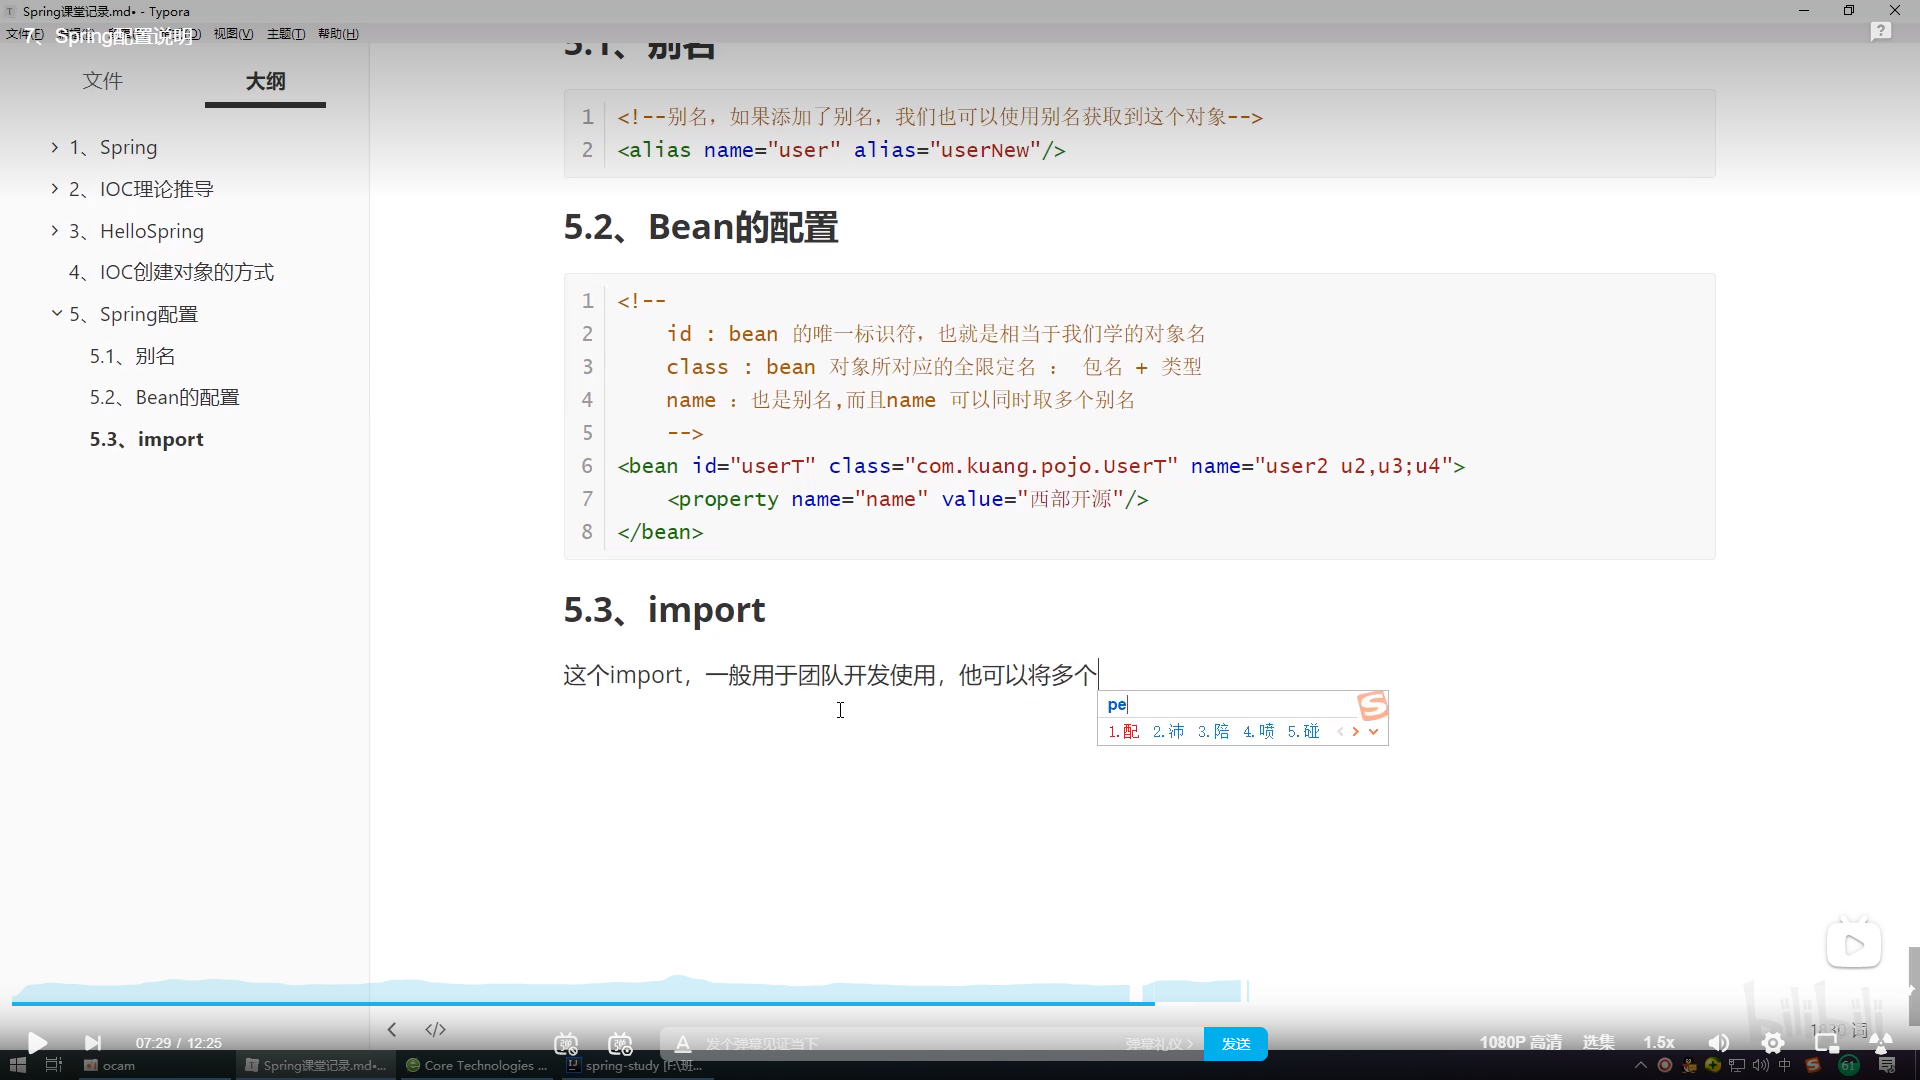 Spring课堂记录.md• - Typora
文件(F)
视图(V) 主题(T) 帮助(H)
7、Spring配置说明
文件 大纲
1、Spring
2、IOC理论推导
3、HelloSpring
4、IOC创建对象的方式
5、Spring配置
5.1、别名
5.2、Bean的配置
5.3、import
5.1、别名
1 <!--别名，如果添加了别名，我们也可以使用别名获取到这个对象-->
2 <alias name="user" alias="userNew"/>
5.2、Bean的配置
1 <!--
2 id : bean 的唯一标识符，也就是相当于我们学的对象名
3 class : bean 对象所对应的全限定名 ： 包名 + 类型
4 name ：也是别名,而且name 可以同时取多个别名
5 -->
6 <bean id="userT" class="com.kuang.pojo.UserT" name="user2 u2,u3;u4">
7 <property name="name" value="西部开源"/>
8 </bean>
5.3、import
这个import，一般用于团队开发使用，他可以将多个
pe
1.配 2.沛 3.陪 4.喷 5.碰
</>
1830 词
07:29 / 12:25
弹 弹
发个弹幕见证当下
弹幕礼仪 >
发送
1080P 高清 选集 1.5x
ocam
Spring课堂记录.md•...
Core Technologies ...
spring-study [F:\班...
中
61